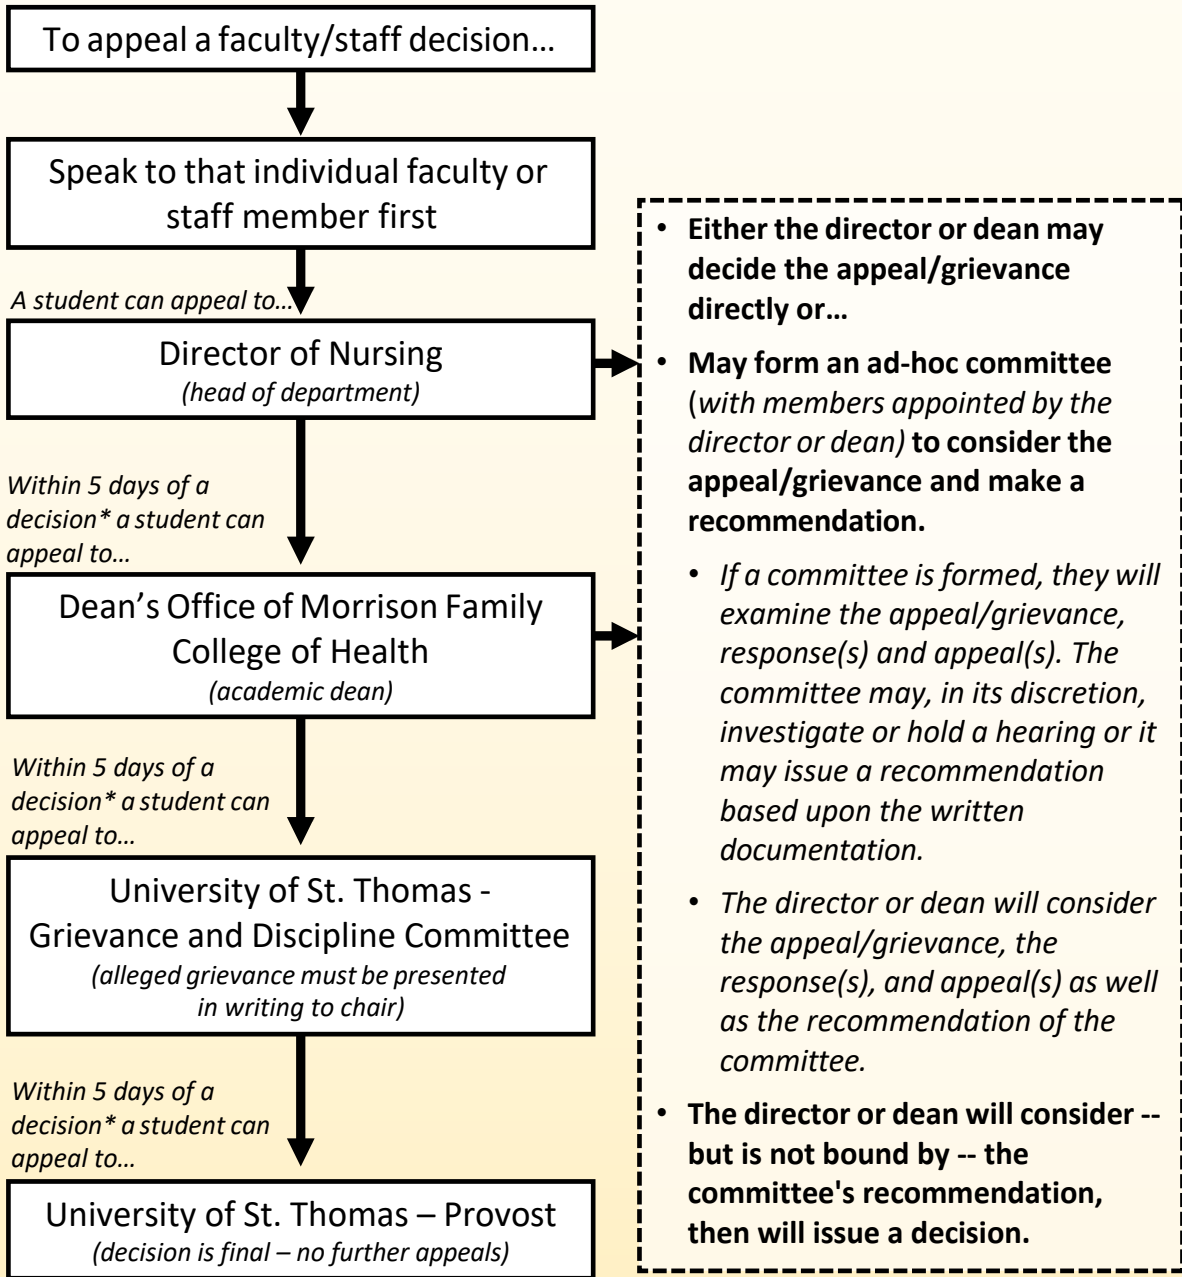 To appeal a faculty/staff decision…
Speak to that individual faculty or
staff member first
A student can appeal to…
Director of Nursing
(head of department)
Within 5 days of a
decision* a student can
appeal to…
Dean’s Office of Morrison Family
College of Health
(academic dean)
Within 5 days of a
decision* a student can
appeal to…
University of St. Thomas -
Grievance and Discipline Committee
(alleged grievance must be presented
in writing to chair)
Within 5 days of a
decision* a student can
appeal to…
University of St. Thomas – Provost
(decision is final – no further appeals)
• Either the director or dean may
decide the appeal/grievance
directly or…
• May form an ad-hoc committee
(with members appointed by the
director or dean) to consider the
appeal/grievance and make a
recommendation.
• If a committee is formed, they will
examine the appeal/grievance,
response(s) and appeal(s). The
committee may, in its discretion,
investigate or hold a hearing or it
may issue a recommendation
based upon the written
documentation.
• The director or dean will consider
the appeal/grievance, the
response(s), and appeal(s) as well
as the recommendation of the
committee.
• The director or dean will consider --
but is not bound by -- the
committee's recommendation,
then will issue a decision.